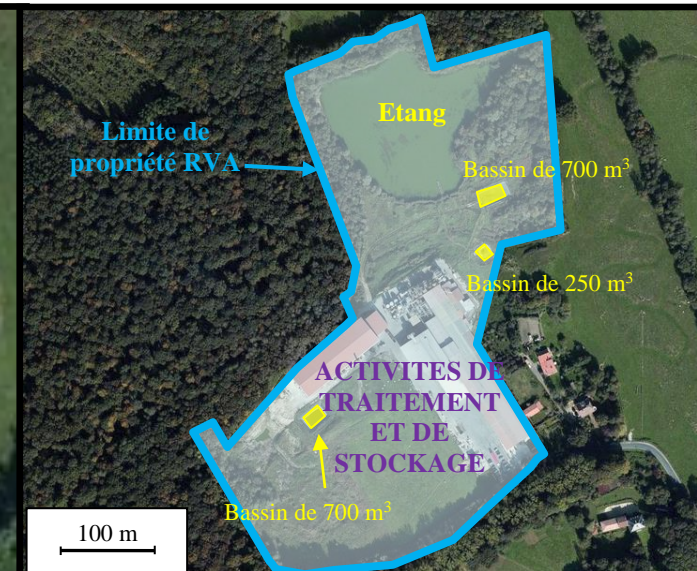 Etang
Limite de
propriété RVA
Bassin de 700 m³
Bassin de 250 m³
ACTIVITES DE
TRAITEMENT
ET DE
STOCKAGE
Bassin de 700 m³
100 m